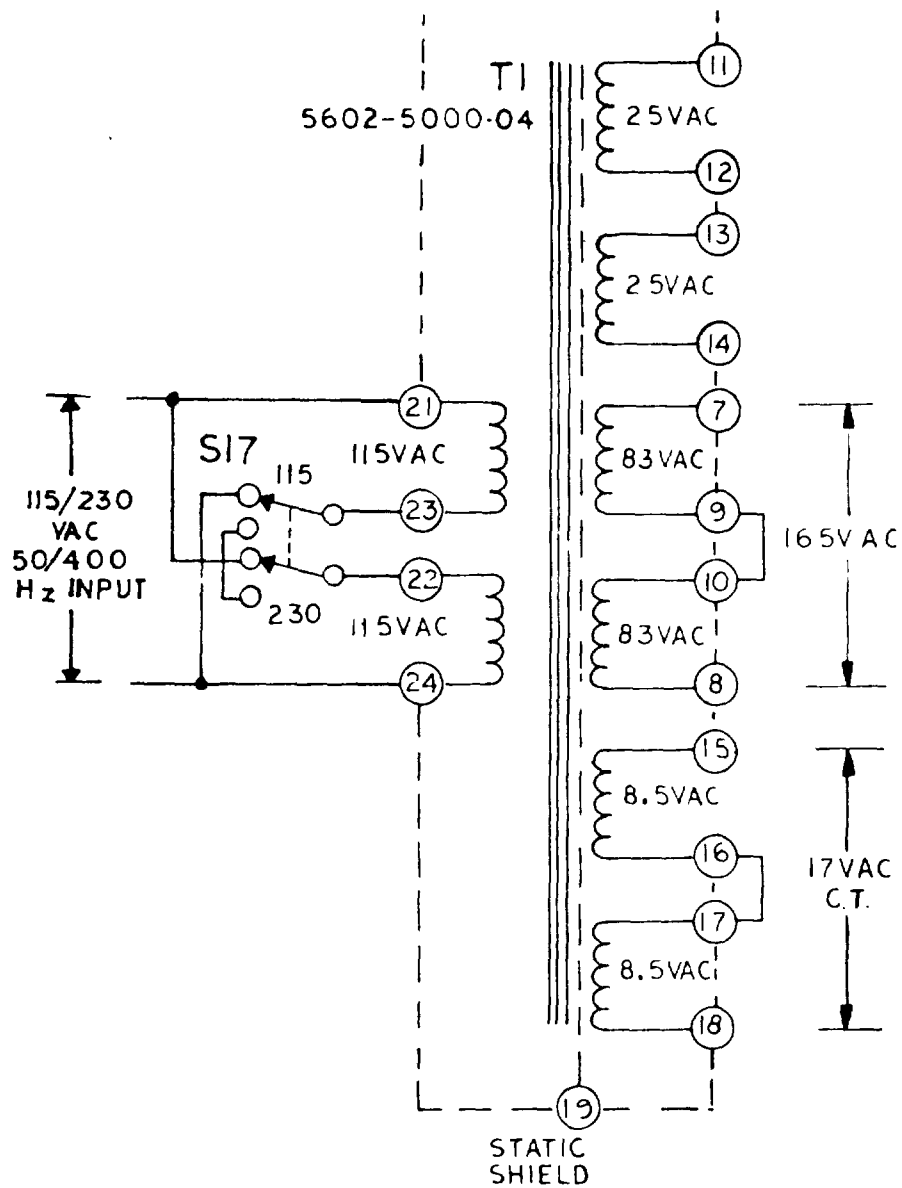 T1
5602-5000-04
11
25VAC
12
13
25VAC
14
21
115VAC
23
S17
115
22
230
115VAC
24
115/230
VAC
50/400
Hz INPUT
7
83VAC
9
10
83VAC
8
165VAC
15
8.5VAC
16
17
8.5VAC
18
17VAC
C.T.
19
STATIC
SHIELD